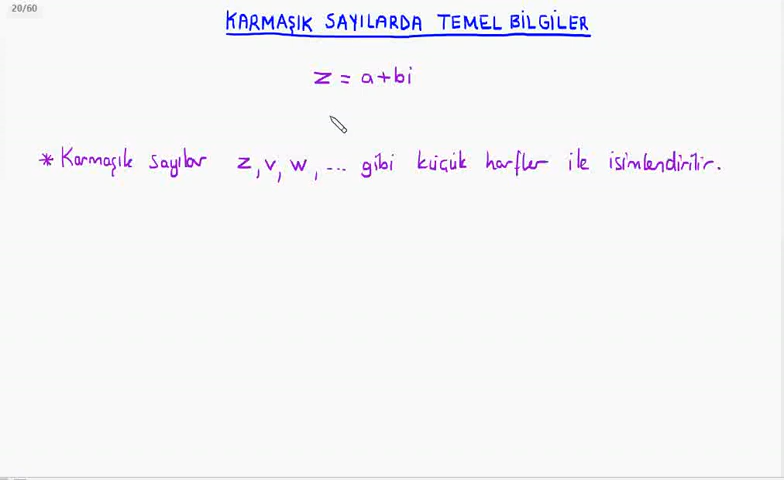 20/60
KARMAŞIK SAYILARDA TEMEL BİLGİLER
z = a+bi
* Karmaşık sayılar z, v, w, ... gibi küçük harfler ile isimlendirilir.